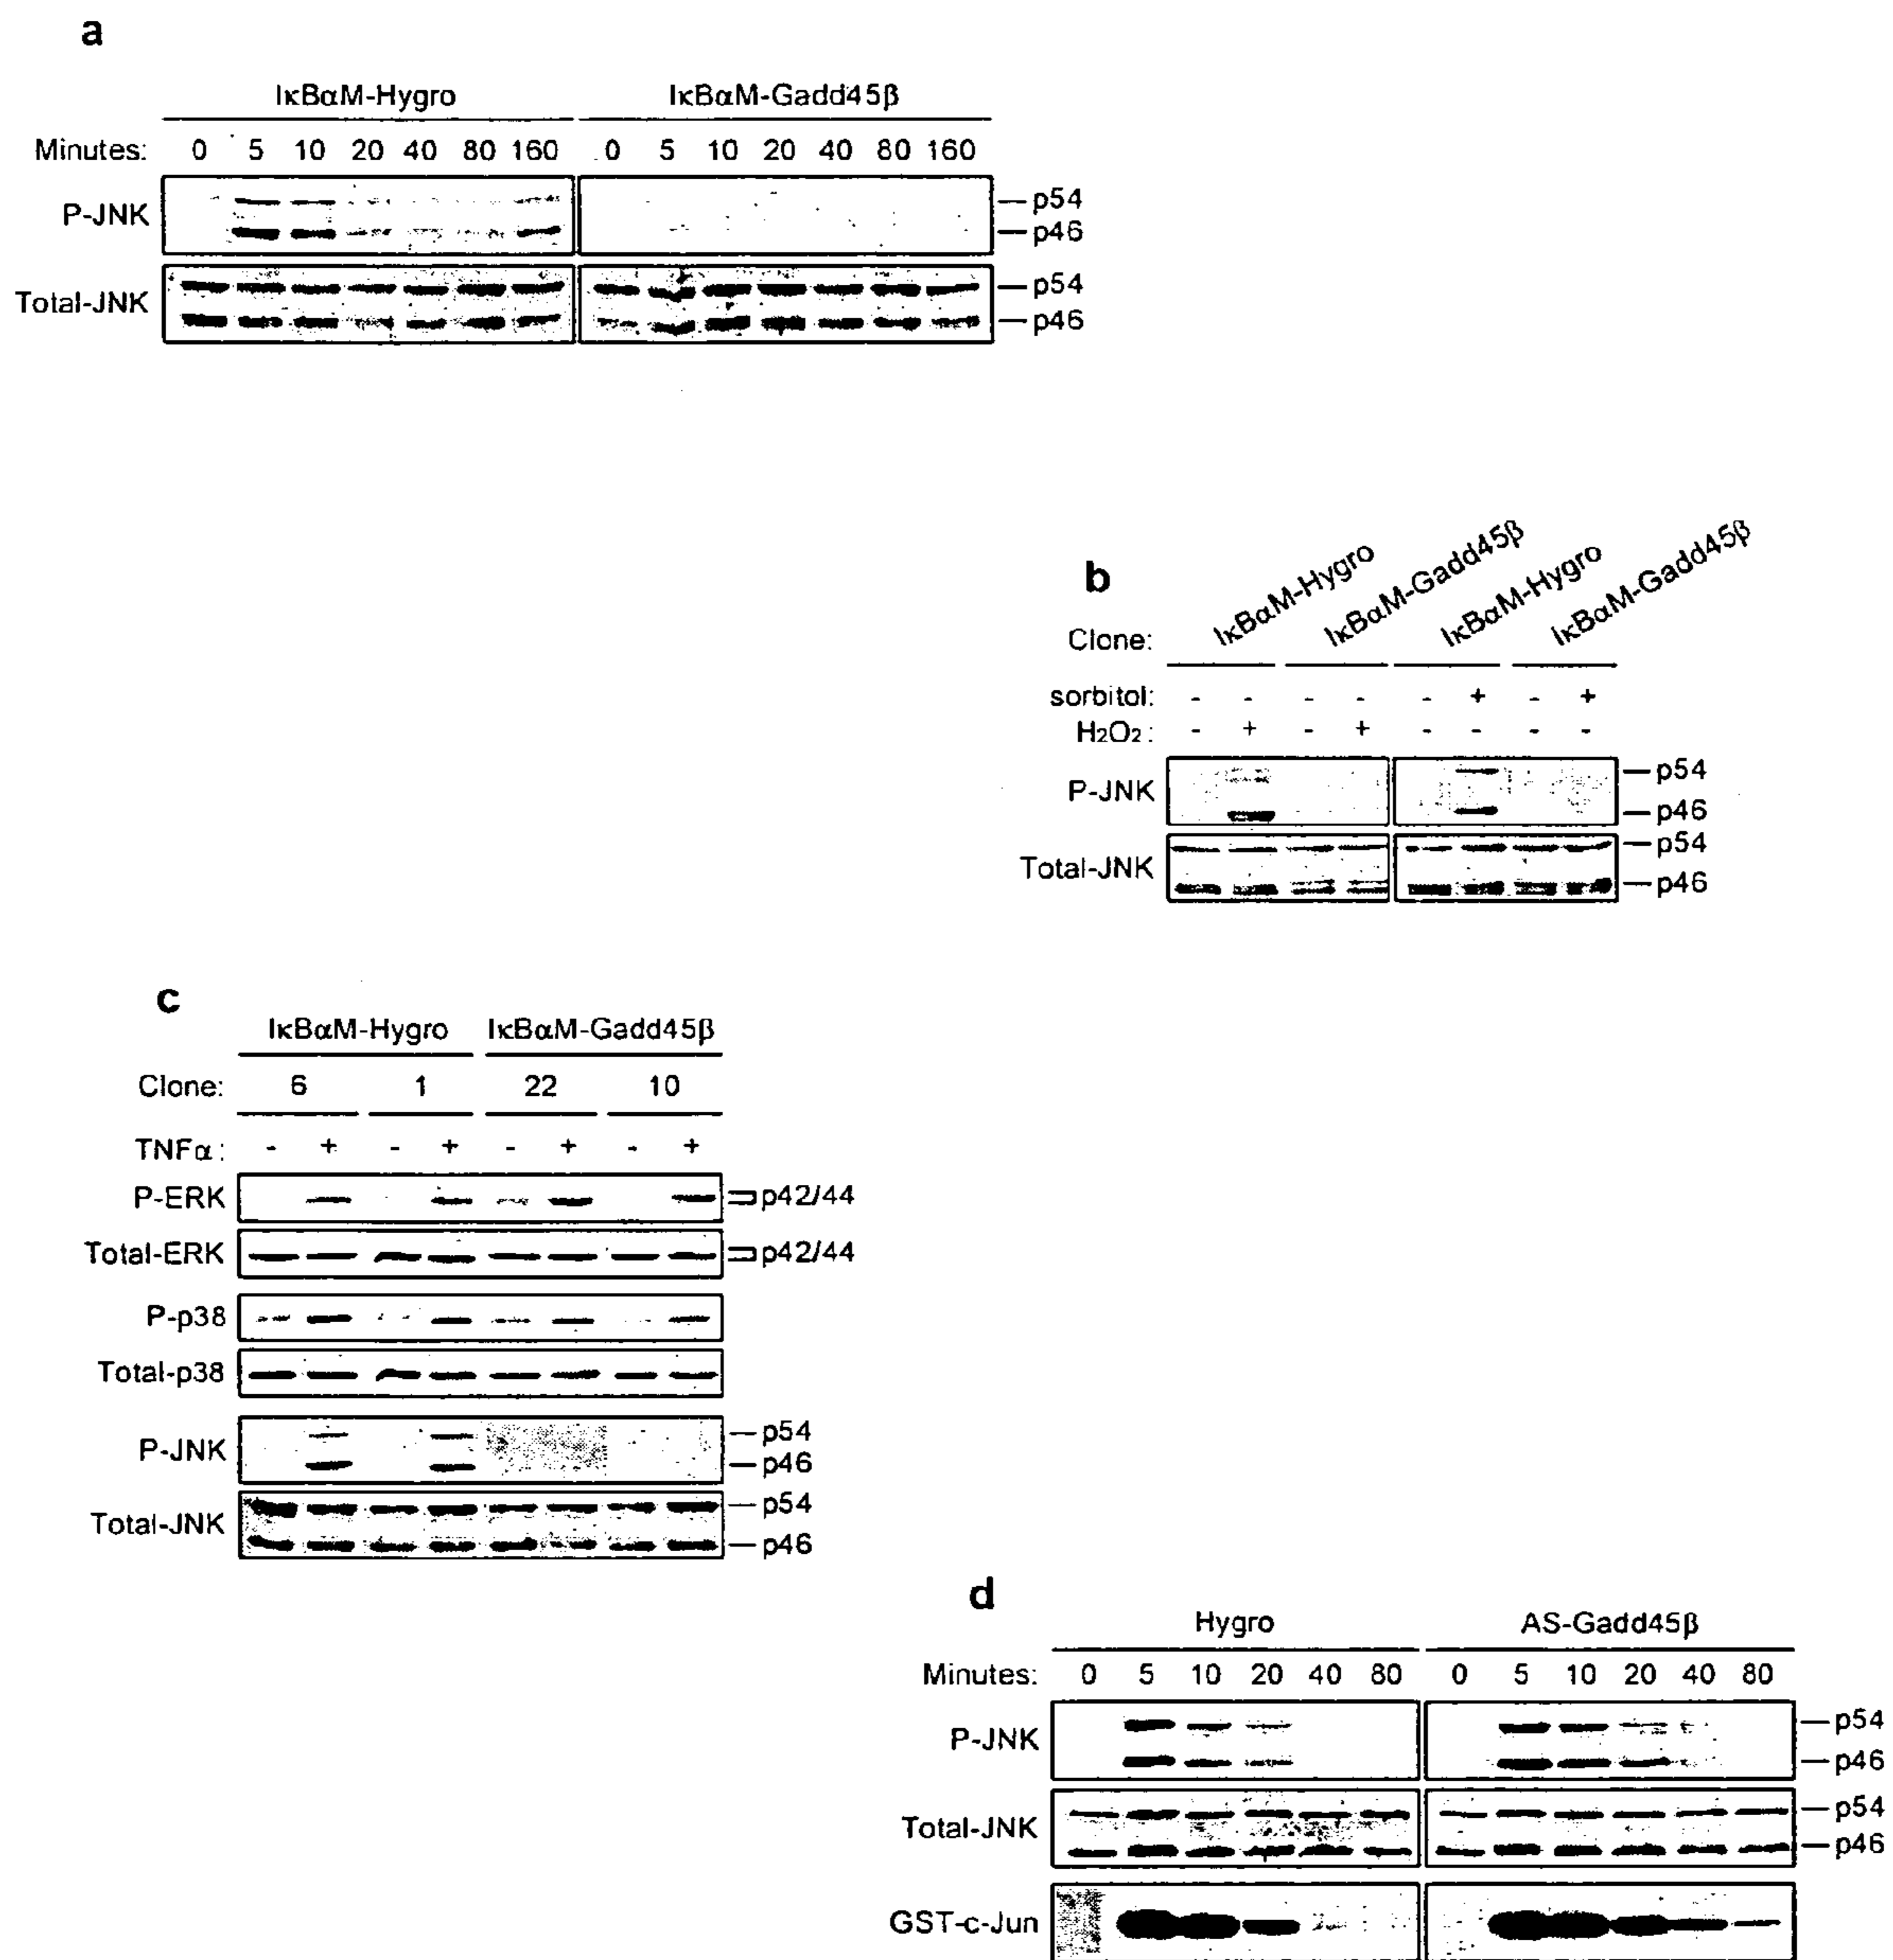 a
IκBαM-Hygro IκBαM-Gadd45β
Minutes: 0 5 10 20 40 80 160 0 5 10 20 40 80 160
P-JNK
p54
p46
Total-JNK
p54
p46
b
Clone: IκBαM-Hygro IκBαM-Gadd45β IκBαM-Hygro IκBαM-Gadd45β
sorbitol: - - - - - + - +
H₂O₂: - + - + - - - -
P-JNK
p54
p46
Total-JNK
p54
p46
c
IκBαM-Hygro IκBαM-Gadd45β
Clone: 6 1 22 10
TNFα: - + - + - + - +
P-ERK p42/44
Total-ERK p42/44
P-p38
Total-p38
P-JNK
p54
p46
Total-JNK
p54
p46
d
Hygro AS-Gadd45β
Minutes: 0 5 10 20 40 80 0 5 10 20 40 80
P-JNK
p54
p46
Total-JNK
p54
p46
GST-c-Jun